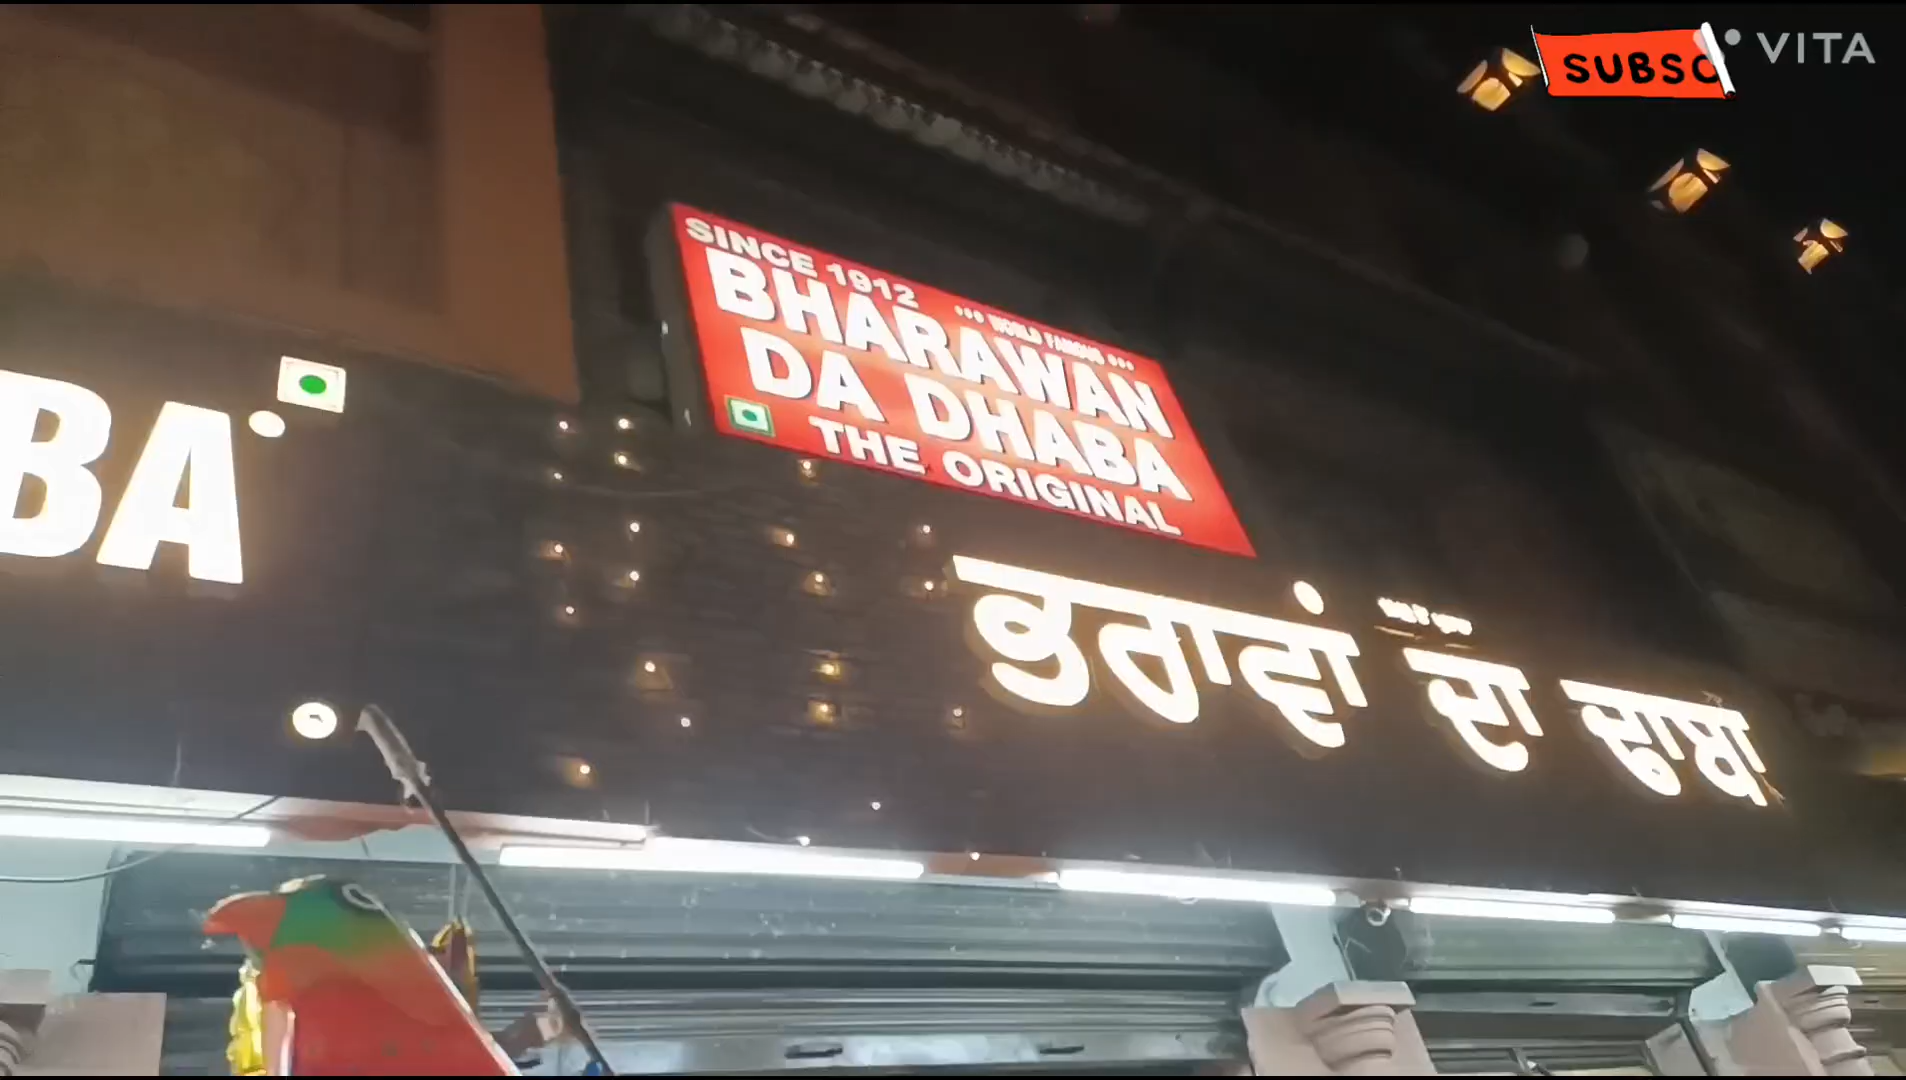 SUBSC
VITA
SINCE 1912
••• WORLD FAMOUS •••
BHARAWAN
DA DHABA
THE ORIGINAL
BA
ਭਰਾਵਾਂ ਦਾ ਢਾਬਾ